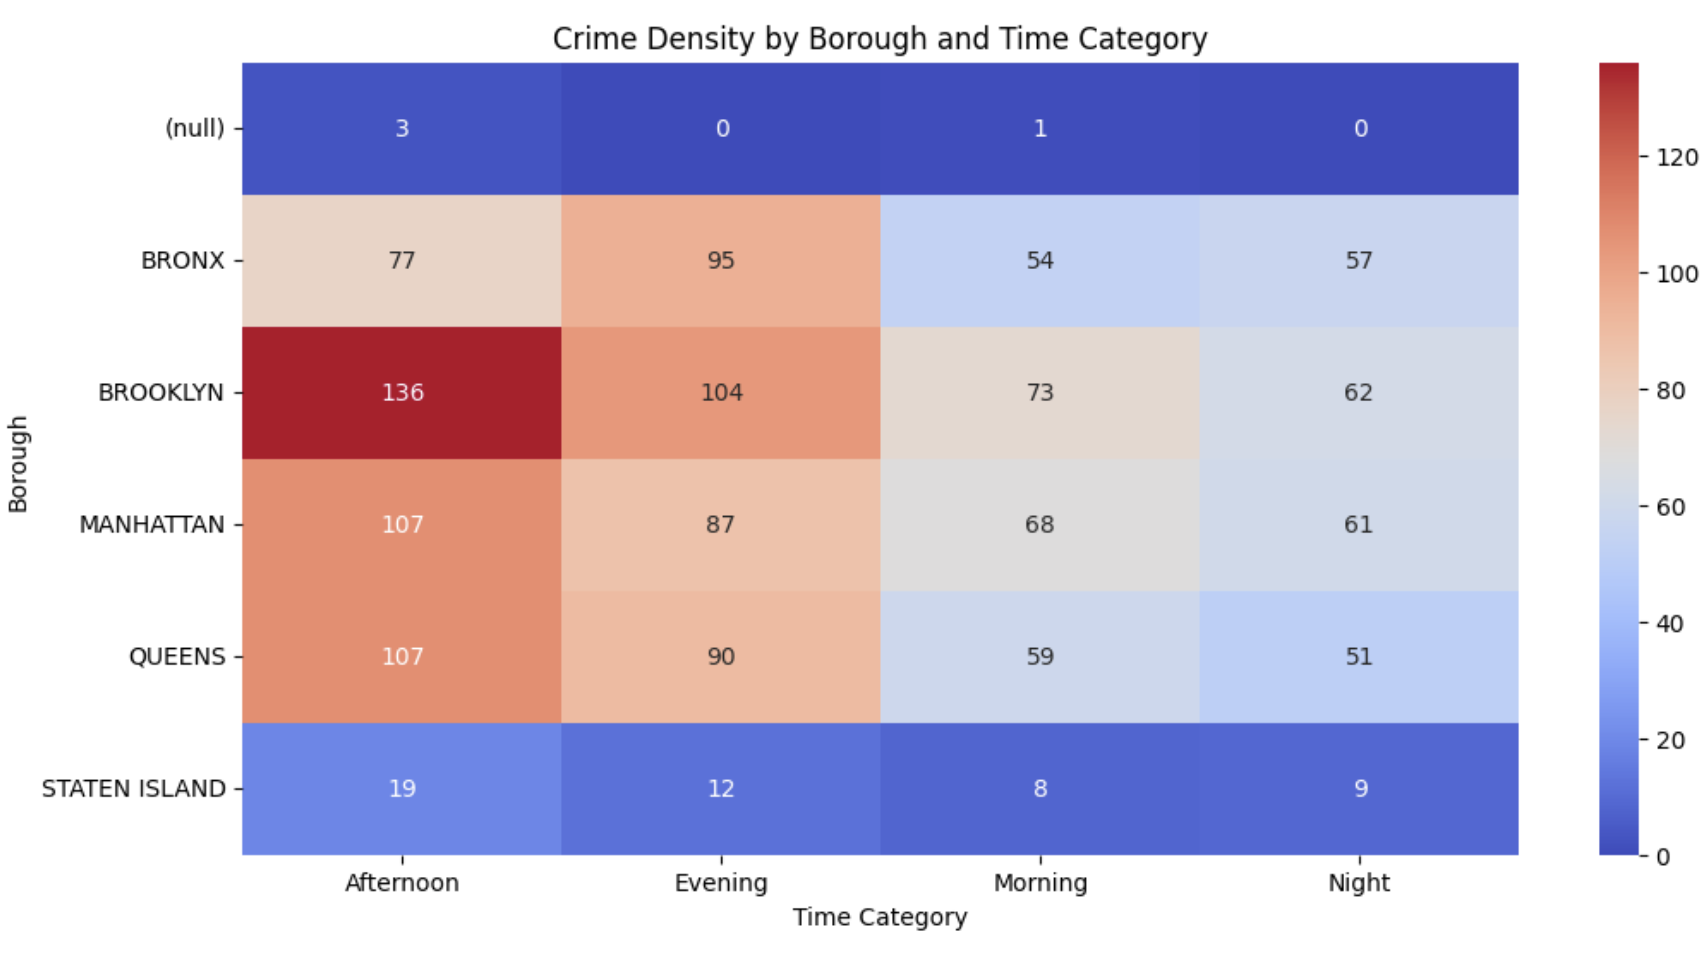 Crime Density by Borough and Time Category
(null) 3 0 1 0
BRONX 77 95 54 57
BROOKLYN 136 104 73 62
MANHATTAN 107 87 68 61
QUEENS 107 90 59 51
STATEN ISLAND 19 12 8 9
Afternoon Evening Morning Night
Time Category
Borough
120
100
80
60
40
20
0